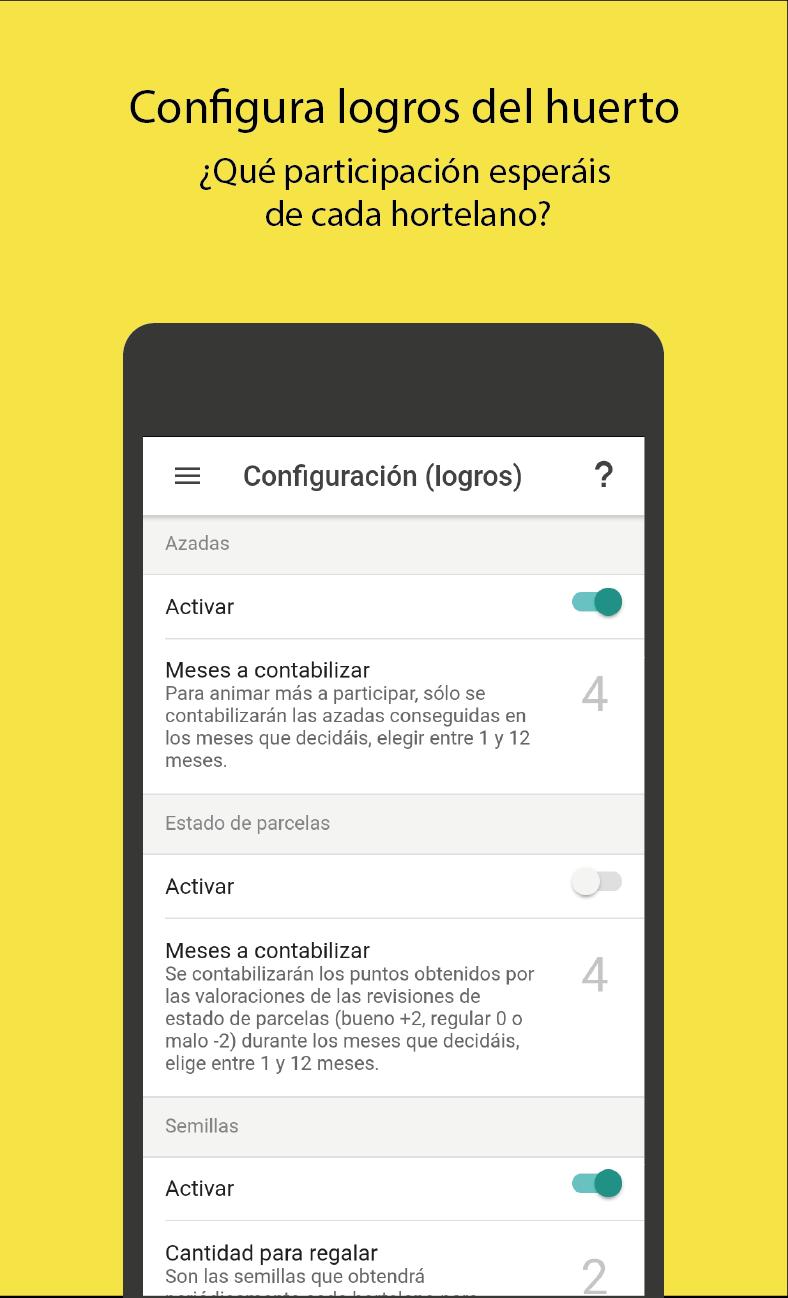 Configura logros del huerto
¿Qué participación esperáis
de cada hortelano?
Configuración (logros)
?
Azadas
Activar
Meses a contabilizar
Para animar más a participar, sólo se
contabilizarán las azadas conseguidas en
los meses que decidáis, elegir entre 1 y 12
meses.
4
Estado de parcelas
Activar
Meses a contabilizar
Se contabilizarán los puntos obtenidos por
las valoraciones de las revisiones de
estado de parcelas (bueno +2, regular 0 o
malo -2) durante los meses que decidáis,
elige entre 1 y 12 meses.
4
Semillas
Activar
Cantidad para regalar
Son las semillas que obtendrá
2